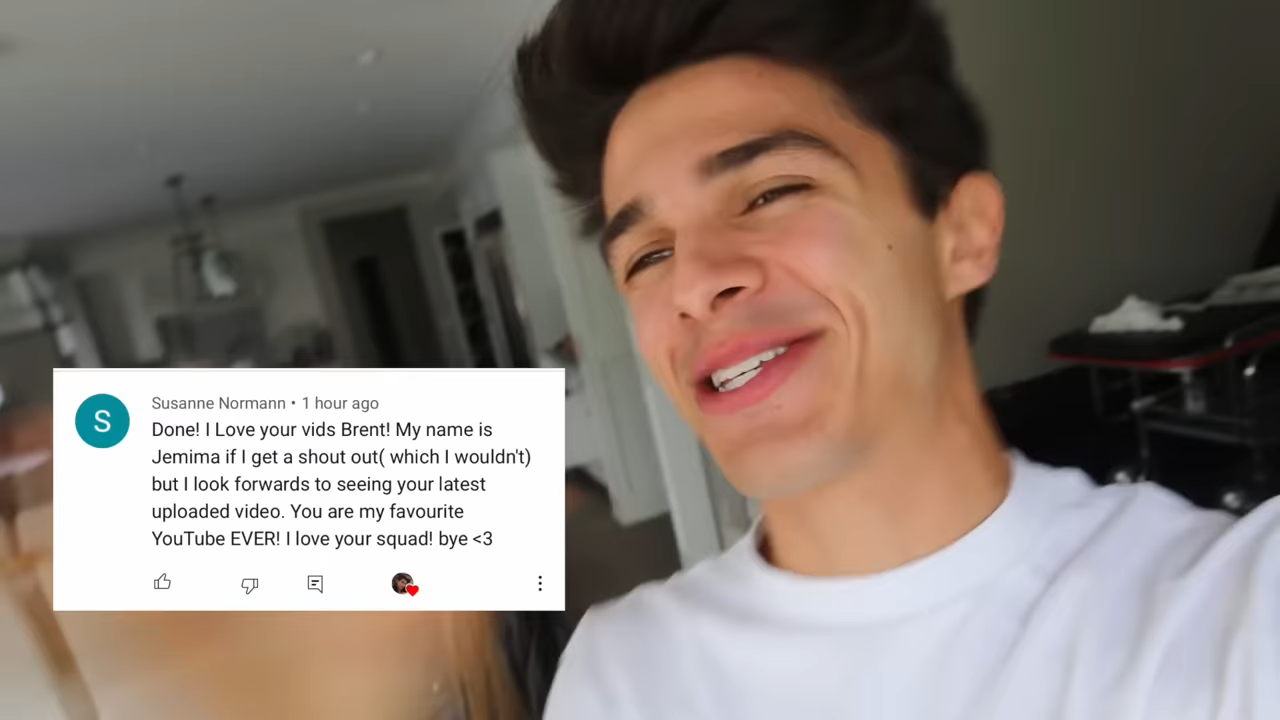 S
Susanne Normann • 1 hour ago
Done! I Love your vids Brent! My name is
Jemima if I get a shout out( which I wouldn't)
but I look forwards to seeing your latest
uploaded video. You are my favourite
YouTube EVER! I love your squad! bye <3